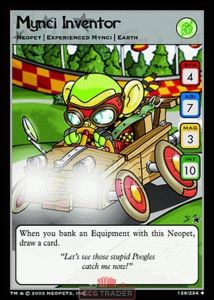 Mynci Inventor
Neopet | Experienced Mynci | Earth
STR
4
AGI
7
MAG
3
INT
10
When you bank an Equipment with this Neopet,
draw a card.
"Let's see those stupid Poogles
catch me now!"
TM & © 2003 NEOPETS, INC.
TRADER
126/234